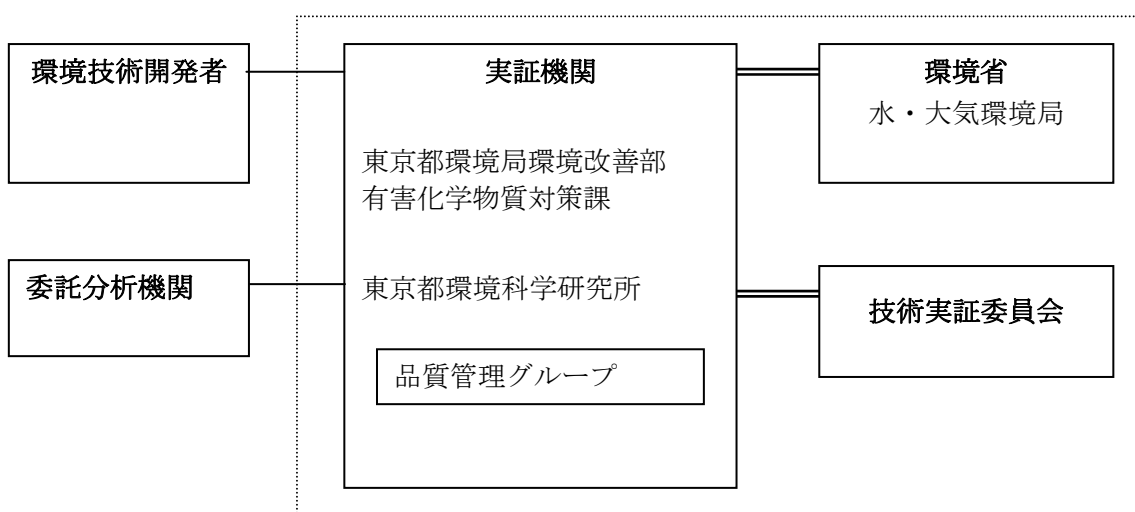 環境技術開発者
実証機関
環境省
水・大気環境局
東京都環境局環境改善部
有害化学物質対策課
委託分析機関
東京都環境科学研究所
技術実証委員会
品質管理グループ